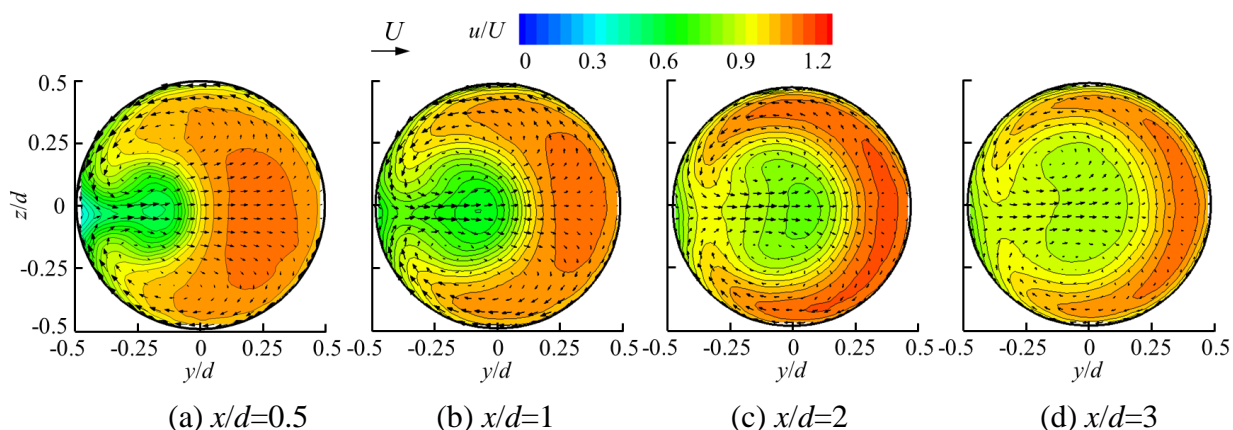 U
u/U
0 0.3 0.6 0.9 1.2
0.5
0.25
0
-0.25
-0.5
z/d
-0.5 -0.25 0 0.25 0.5
y/d
-0.5 -0.25 0 0.25 0.5
y/d
-0.5 -0.25 0 0.25 0.5
y/d
-0.5 -0.25 0 0.25 0.5
y/d
(a) x/d=0.5
(b) x/d=1
(c) x/d=2
(d) x/d=3